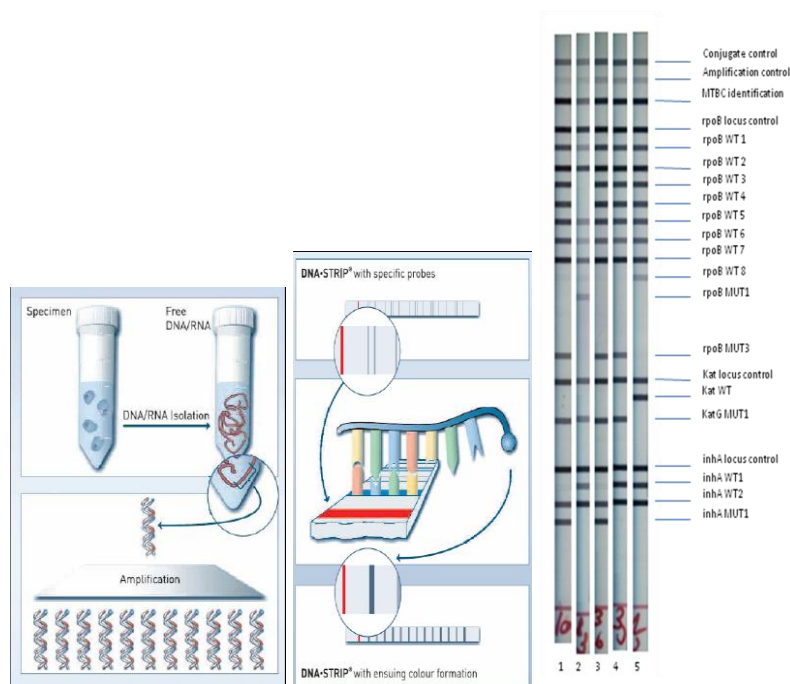 Specimen
Free
DNA/RNA
DNA/RNA Isolation
Amplification
DNA•STRIP® with specific probes
DNA•STRIP® with ensuing colour formation
Conjugate control
Amplification control
MTBC identification
rpoB locus control
rpoB WT 1
rpoB WT 2
rpoB WT 3
rpoB WT 4
rpoB WT 5
rpoB WT 6
rpoB WT 7
rpoB WT 8
rpoB MUT1
rpoB MUT3
Kat locus control
Kat WT
KatG MUT1
inhA locus control
inhA WT1
inhA WT2
inhA MUT1
10
1 2 3 4 5